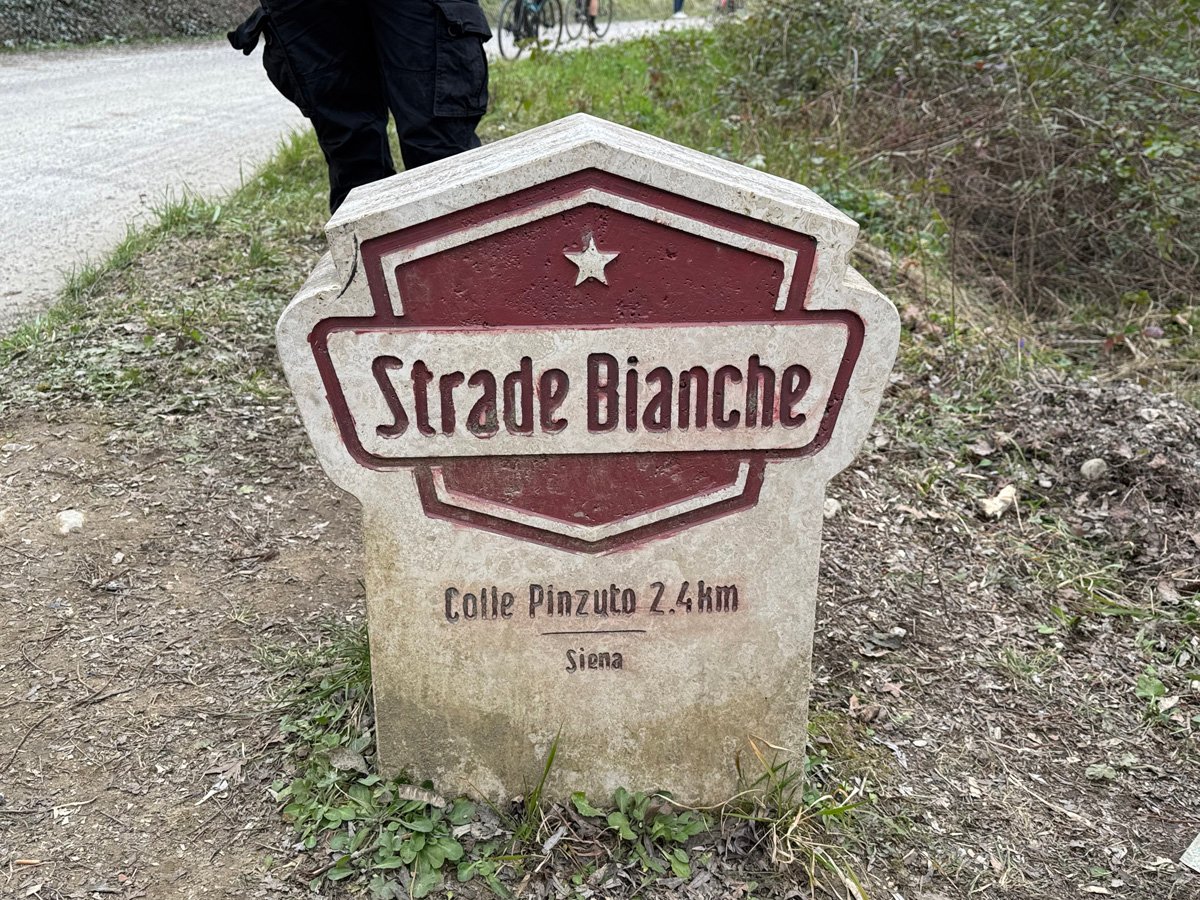 Strade Bianche
Colle Pinzuto 2.4km
Siena